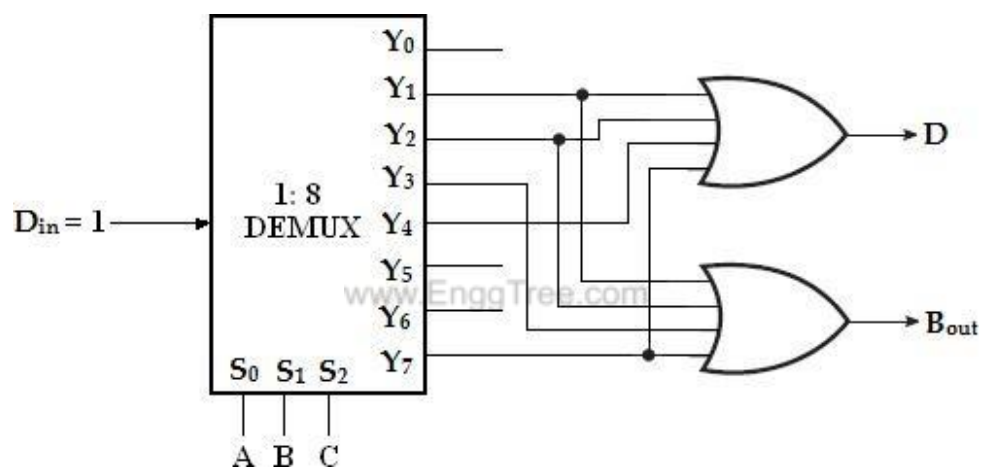 Y₀
Y₁
Y₂
Y₃
Y₄
Y₅
Y₆
Y₇
1: 8
DEMUX
D
Dᵢₙ = 1
www.EnggTree.com
Bₒᵤₜ
S₀ S₁ S₂
A B C